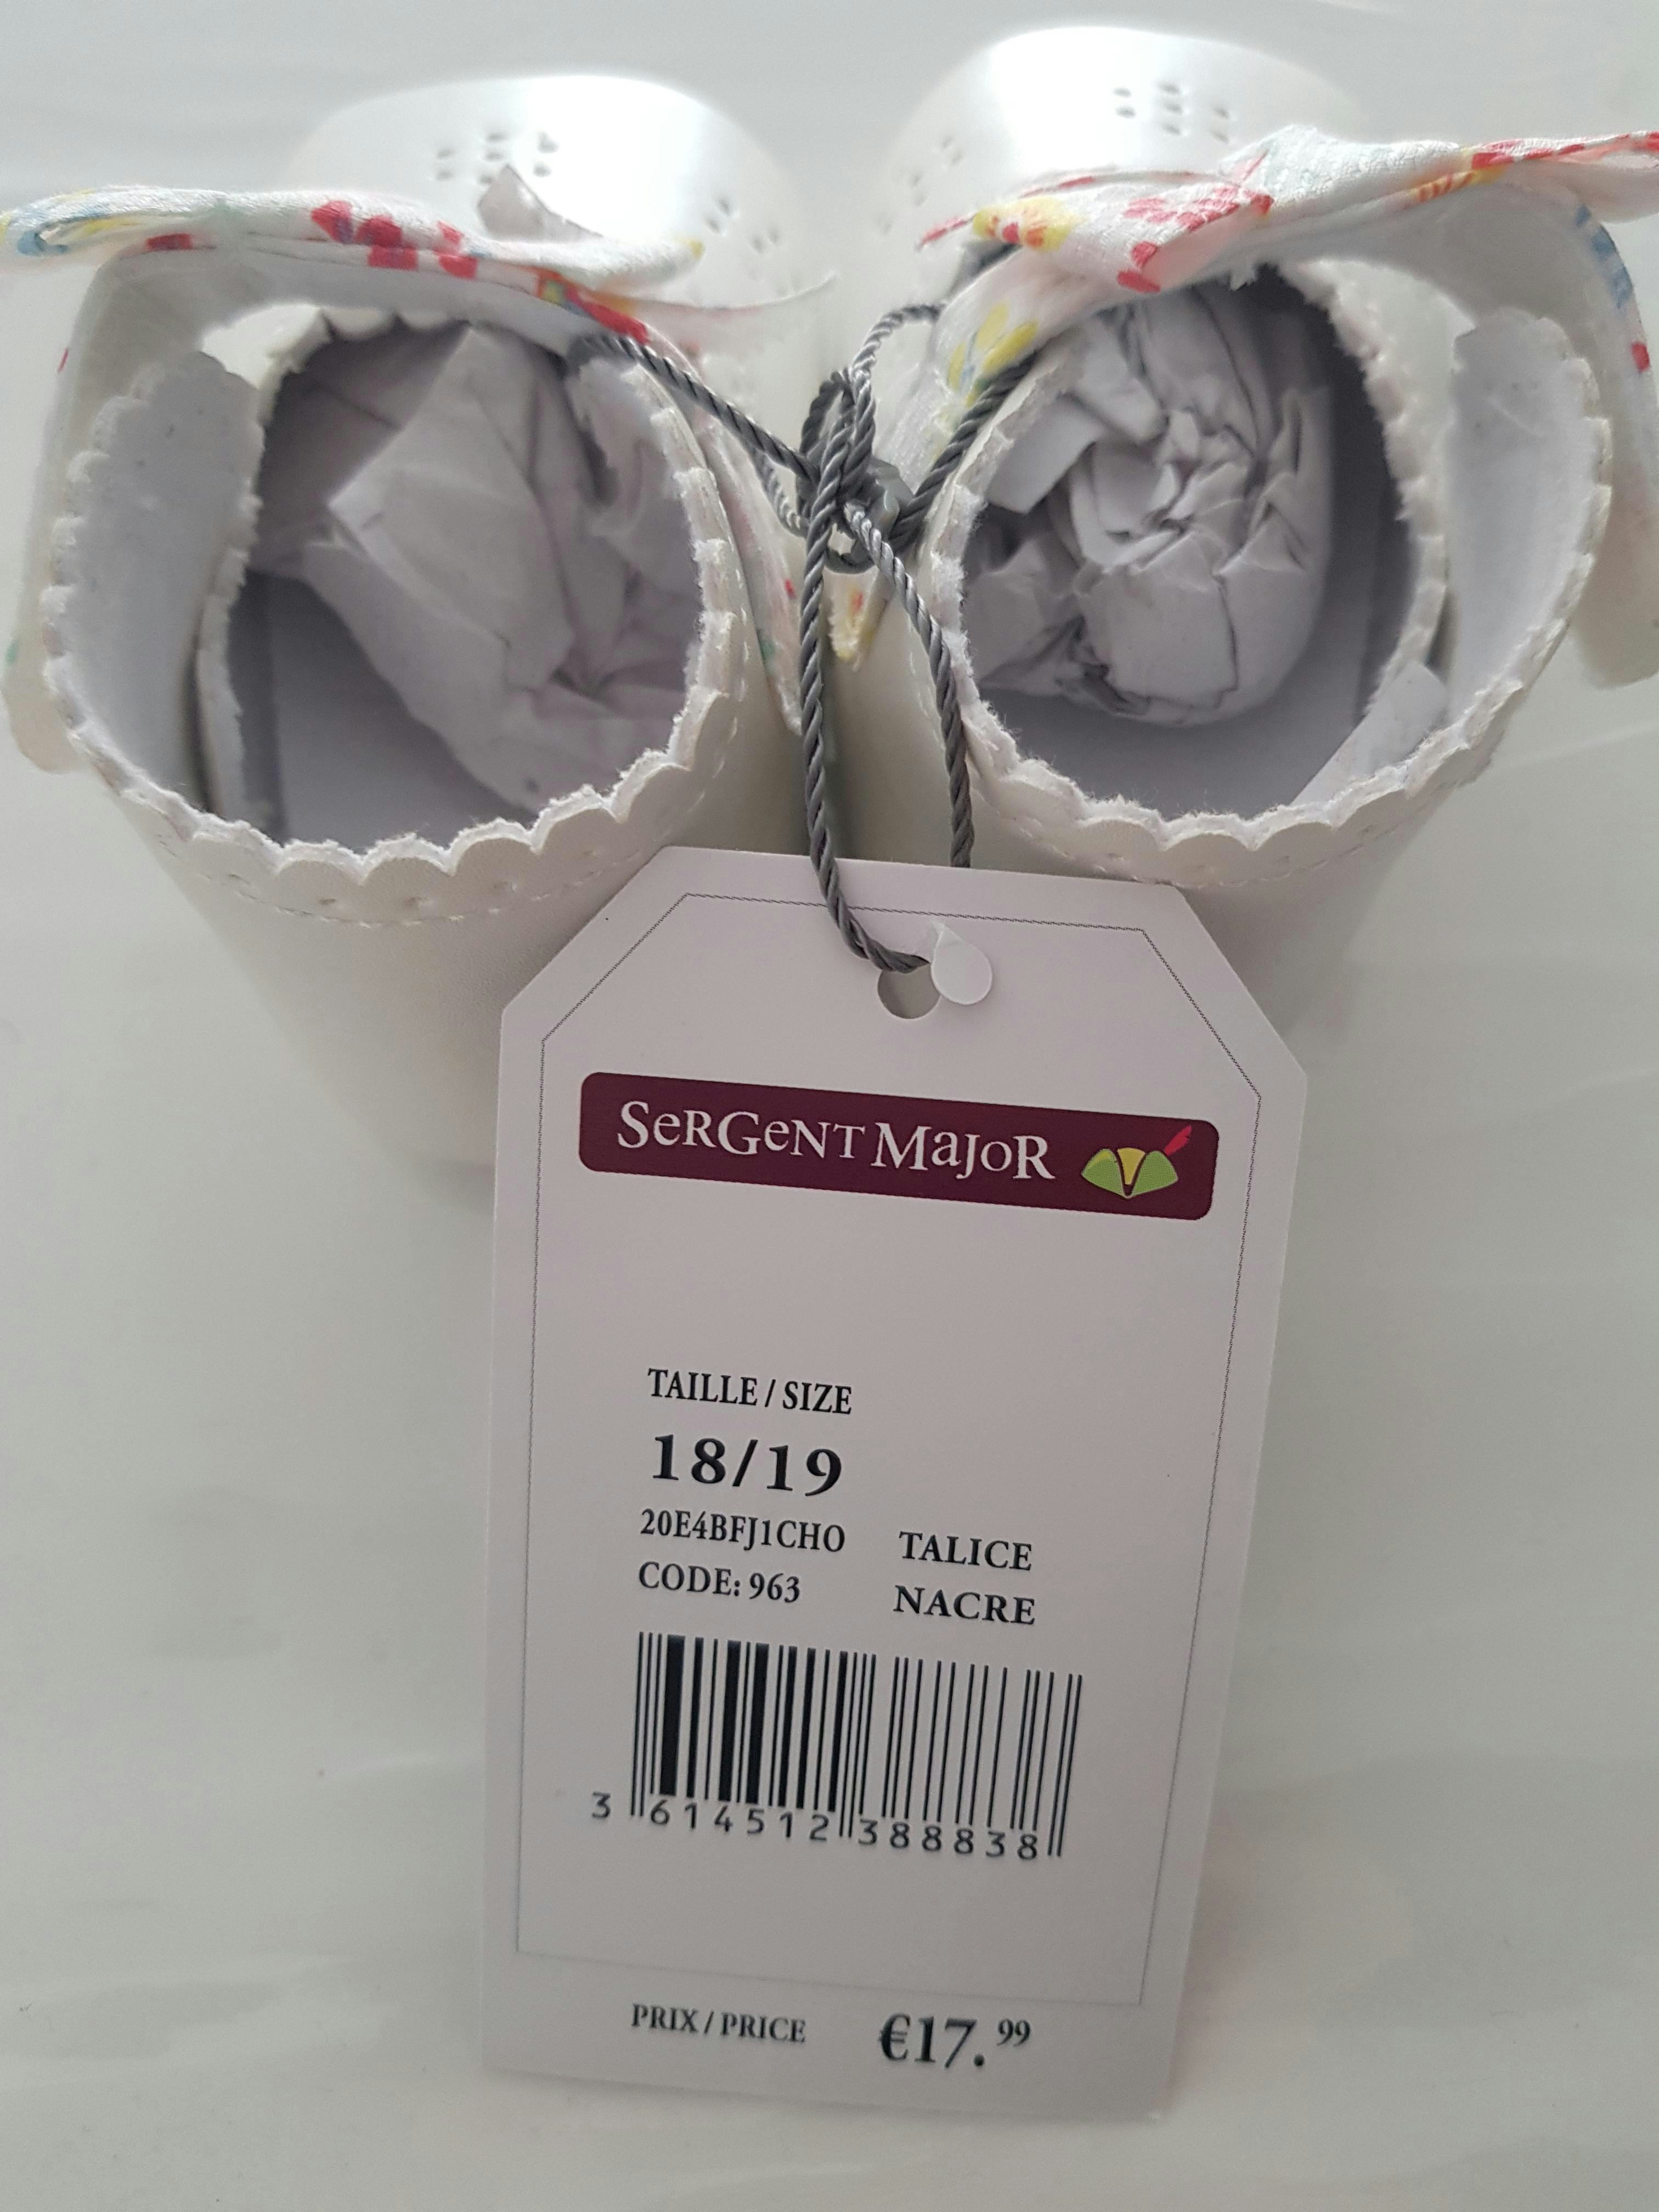 SeRGeNT MaJoR
TAILLE / SIZE
18/19
20E4BFJ1CHO TALICE
CODE: 963 NACRE
3 614512 388838
PRIX / PRICE €17.99